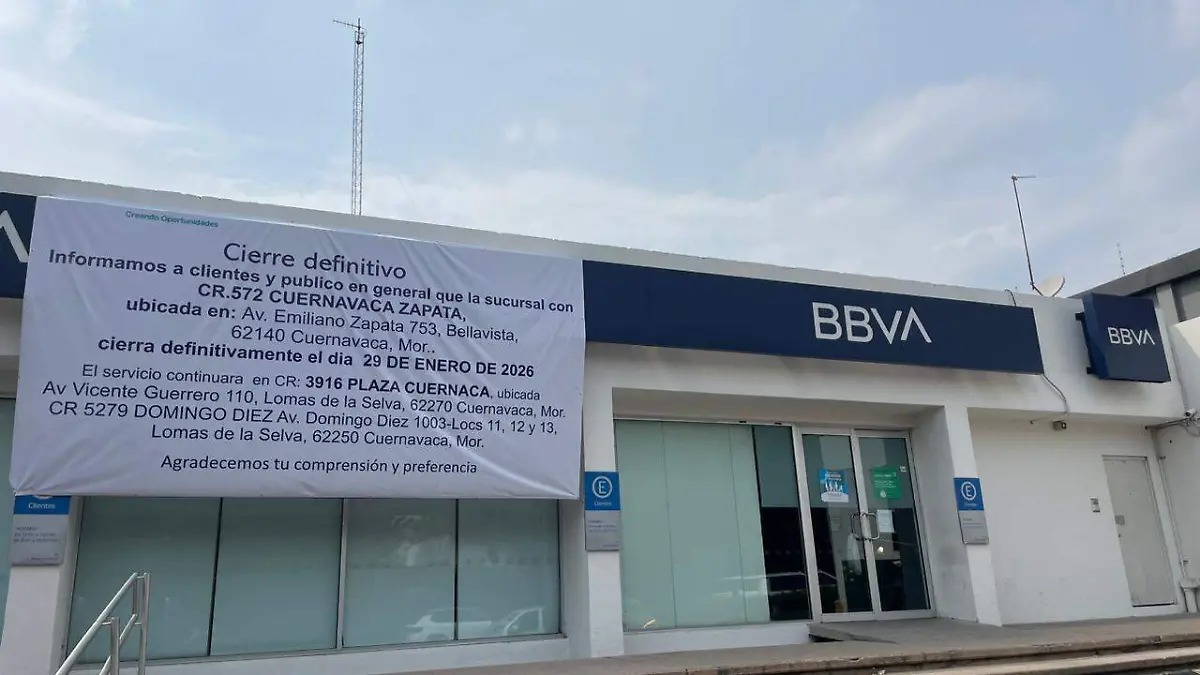 Creando Oportunidades
Cierre definitivo
Informamos a clientes y publico en general que la sucursal con
CR.572 CUERNAVACA ZAPATA,
ubicada en: Av. Emiliano Zapata 753, Bellavista,
62140 Cuernavaca, Mor..
cierra definitivamente el dia 29 DE ENERO DE 2026
El servicio continuara en CR: 3916 PLAZA CUERNACA, ubicada
Av Vicente Guerrero 110, Lomas de la Selva, 62270 Cuernavaca, Mor.
CR 5279 DOMINGO DIEZ Av. Domingo Diez 1003-Locs 11, 12 y 13,
Lomas de la Selva, 62250 Cuernavaca, Mor.
Agradecemos tu comprensión y preferencia
BBVA
BBVA
Clientes
E
Clientes
E
Clientes